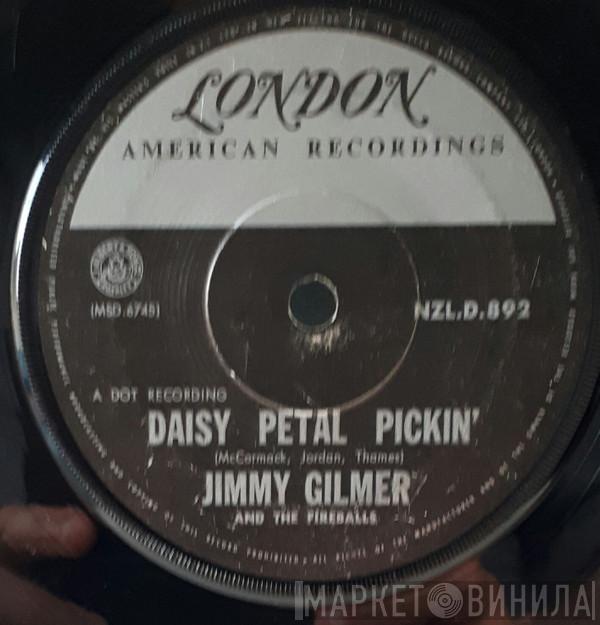 LONDON
AMERICAN RECORDINGS
(MSD.6745)
NZL.D.892
A DOT RECORDING
DAISY PETAL PICKIN'
(McCormack, Jordan, Thomas)
JIMMY GILMER
AND THE FIREBALLS
МАРКЕТ ВИНИЛА